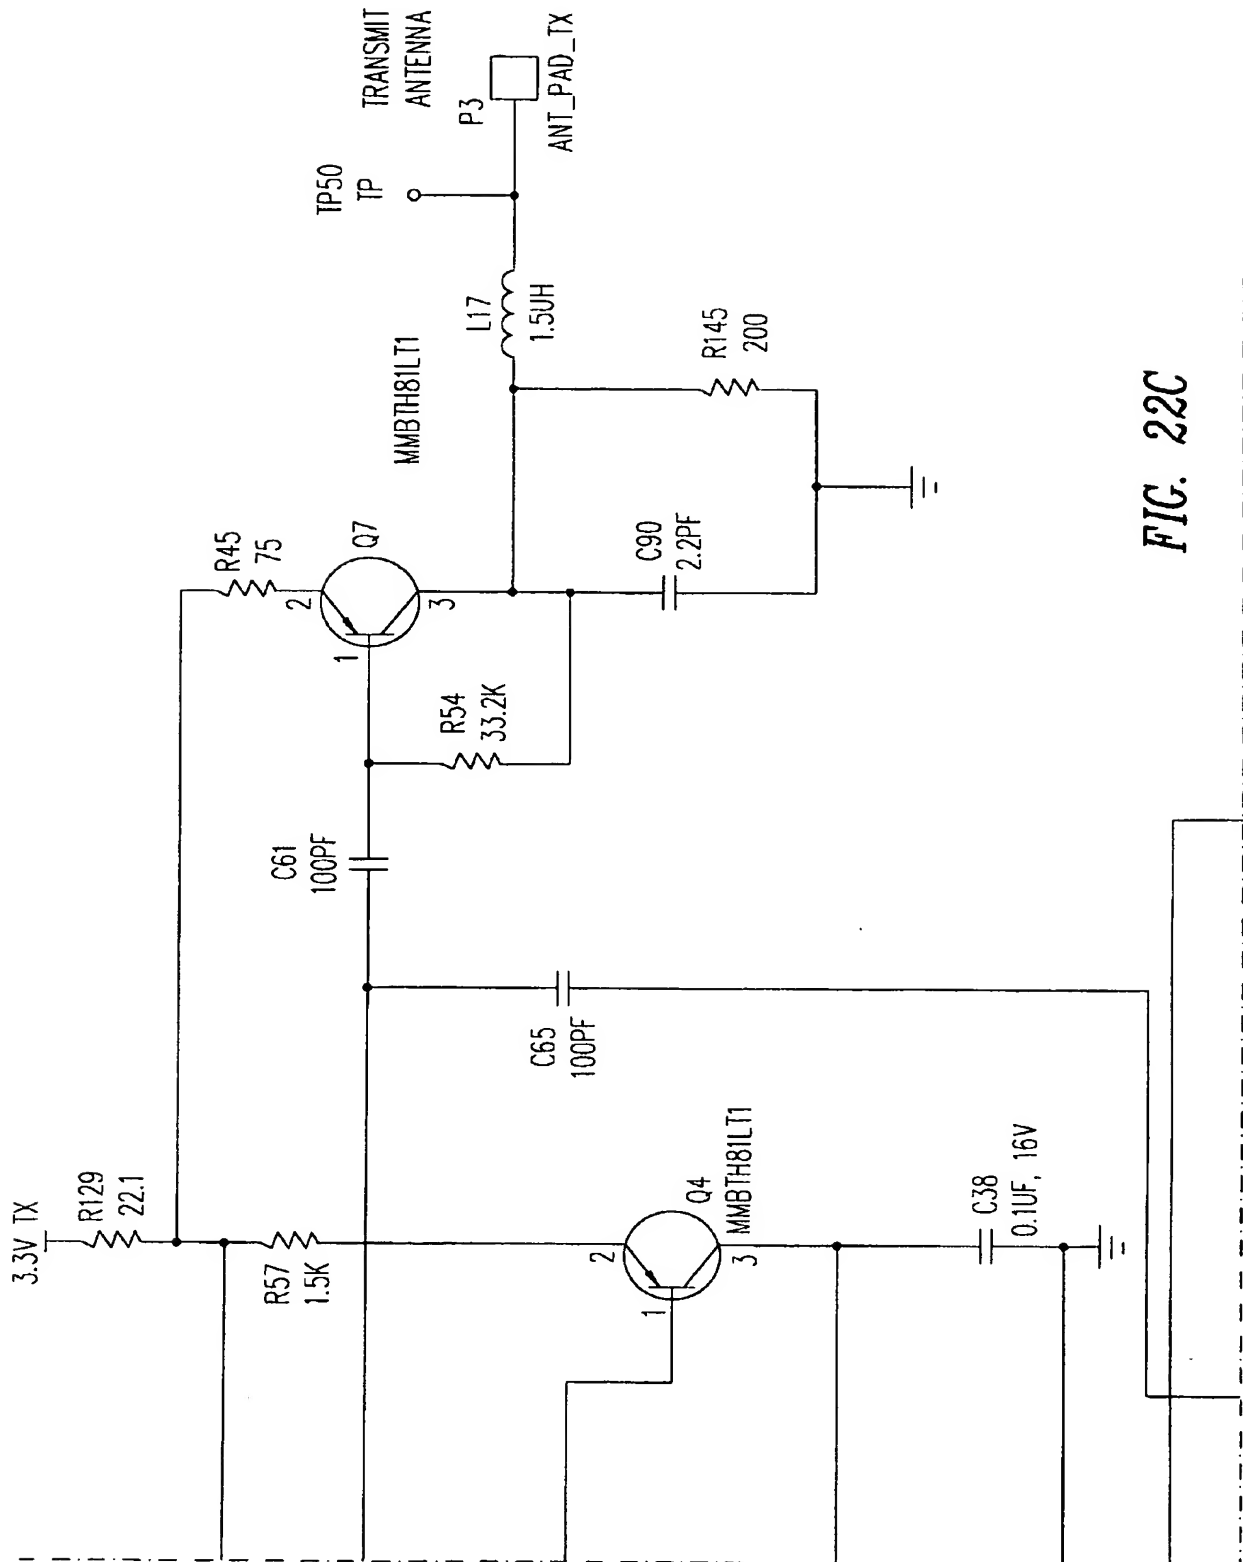 3.3V TX
R129
22.1
R57
1.5K
2
1
3
Q4
MMBTH81LT1
C38
0.1UF, 16V
C65
100PF
C61
100PF
R54
33.2K
R45
75
2
1
3
Q7
MMBTH81LT1
C90
2.2PF
R145
200
L17
1.5UH
TP50
TP
TRANSMIT
ANTENNA
P3
ANT_PAD_TX
FIG. 22C